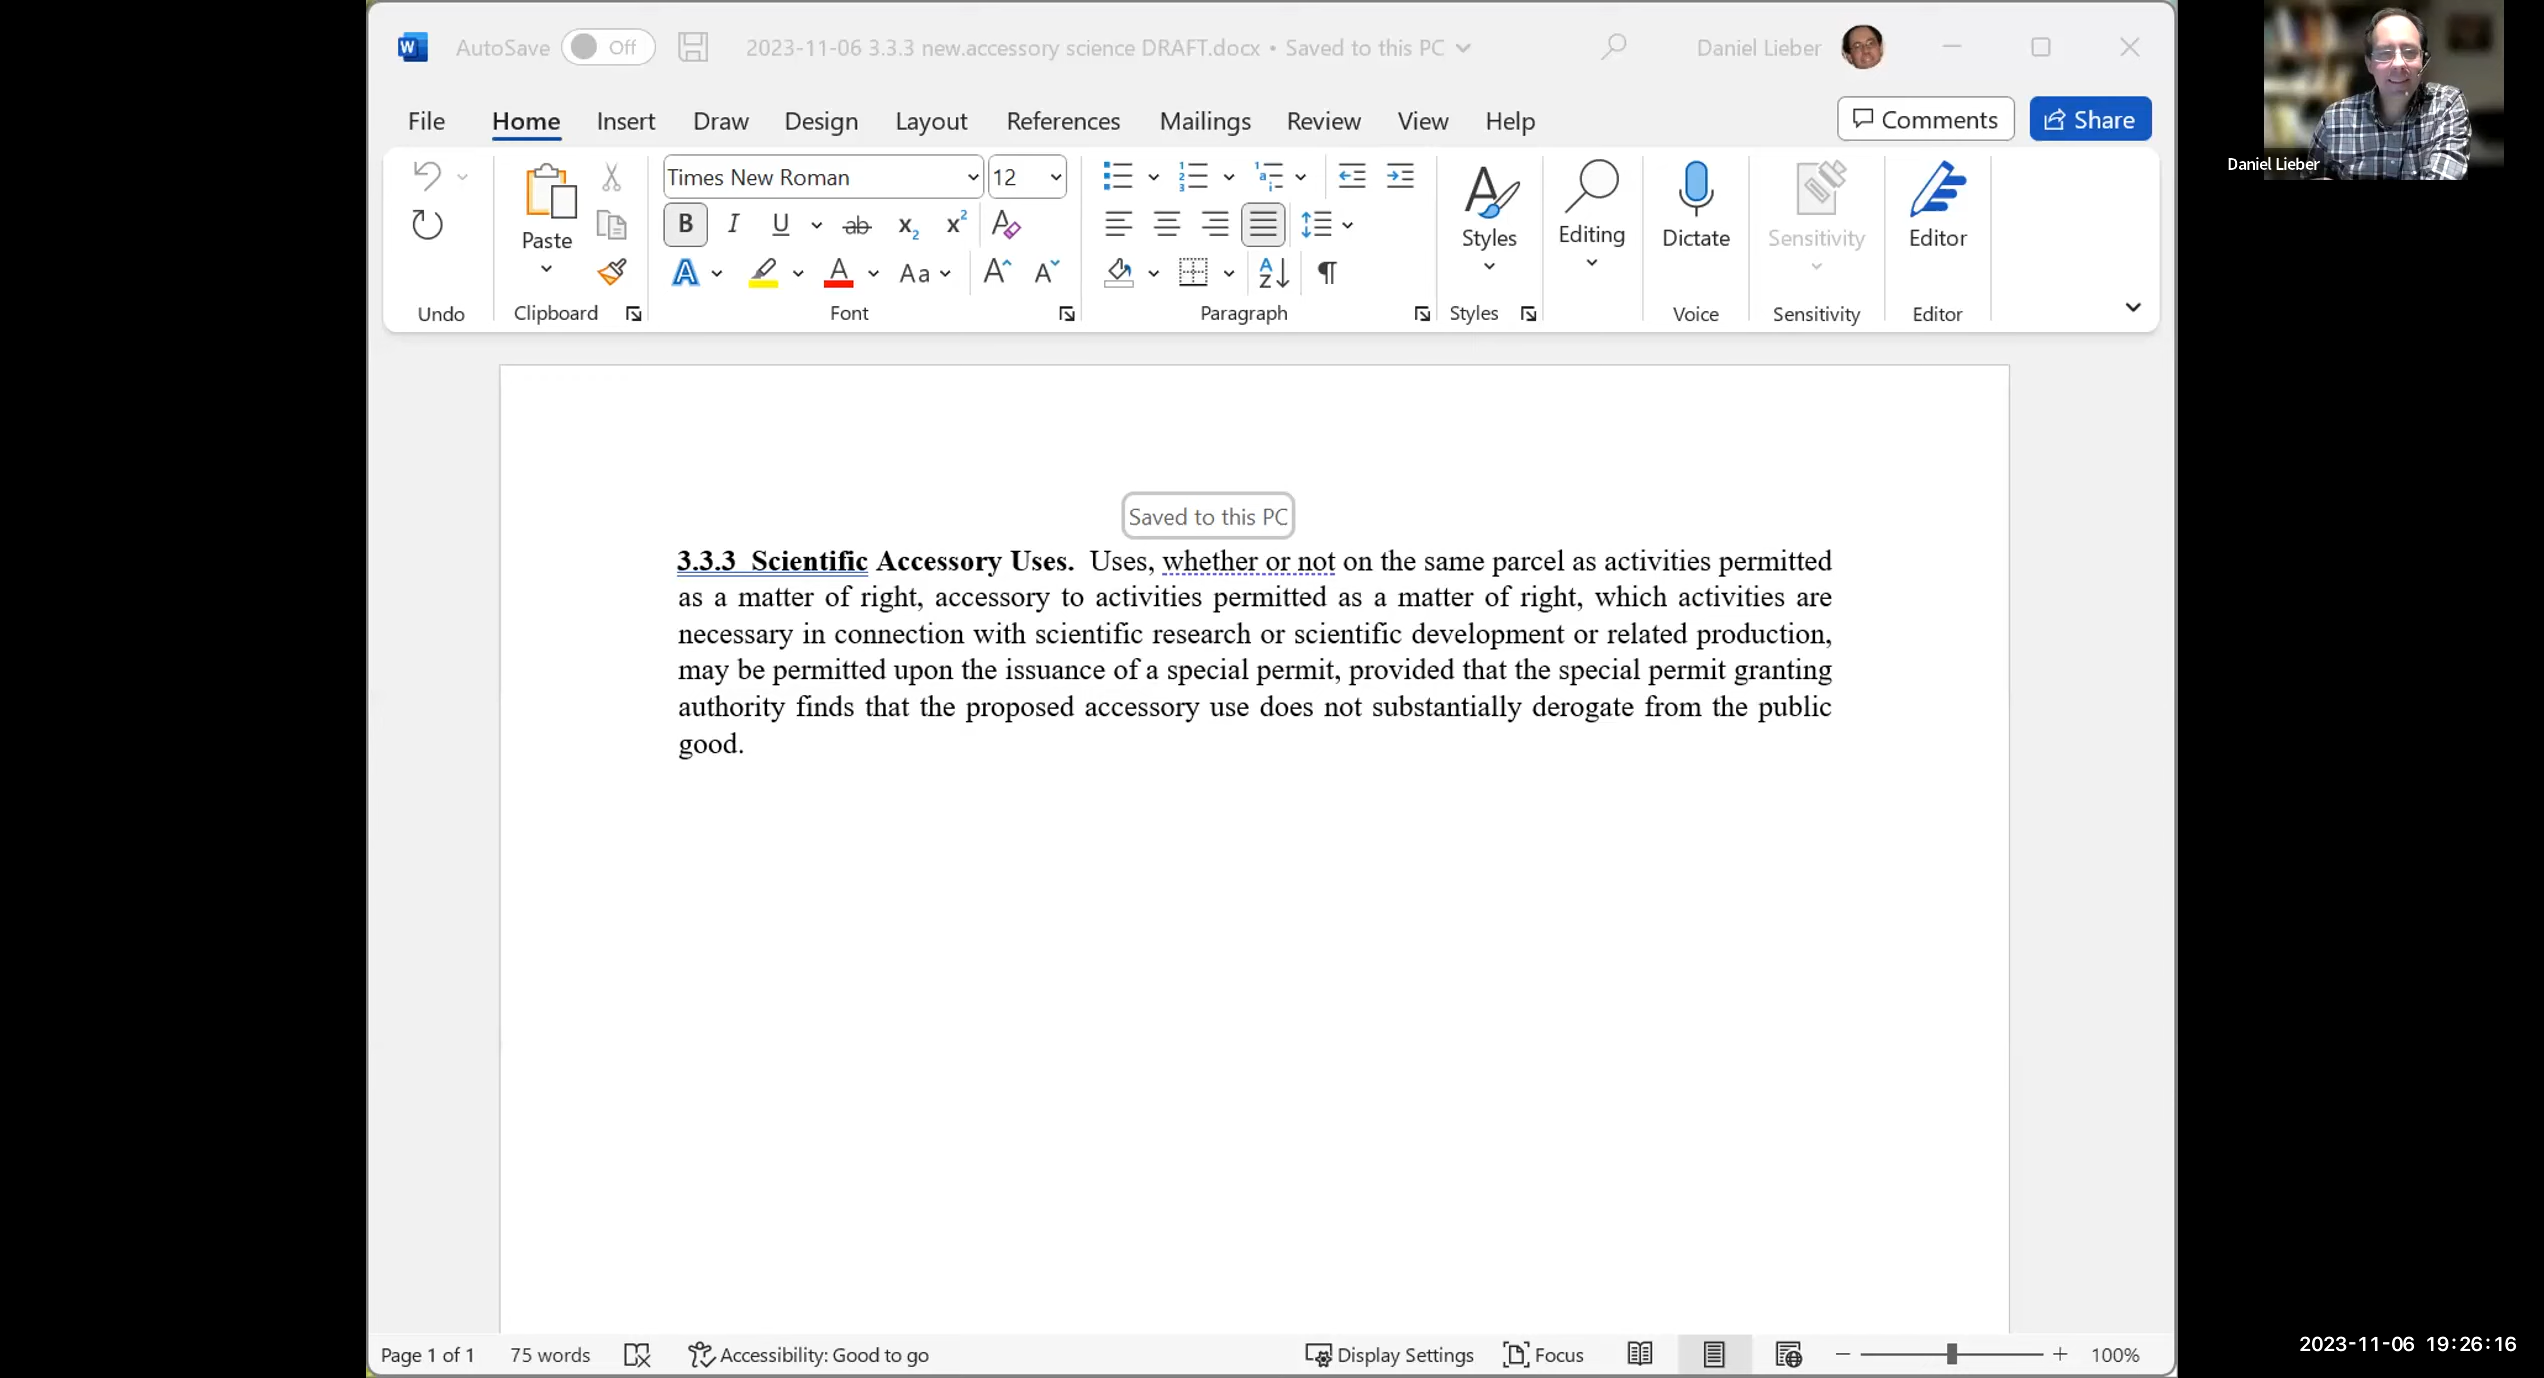 W AutoSave Off 2023-11-06 3.3.3 new.accessory science DRAFT.docx • Saved to this PC Daniel Lieber
File Home Insert Draw Design Layout References Mailings Review View Help Comments Share
Daniel Lieber
Times New Roman 12
Paste B I U ab x2 x2 A Styles Editing Dictate Sensitivity Editor
A A Aa A A A Z ¶
Undo Clipboard Font Paragraph Styles Voice Sensitivity Editor
Saved to this PC
3.3.3 Scientific Accessory Uses. Uses, whether or not on the same parcel as activities permitted
as a matter of right, accessory to activities permitted as a matter of right, which activities are
necessary in connection with scientific research or scientific development or related production,
may be permitted upon the issuance of a special permit, provided that the special permit granting
authority finds that the proposed accessory use does not substantially derogate from the public
good.
Page 1 of 1 75 words Accessibility: Good to go Display Settings Focus 100%
2023-11-06 19:26:16